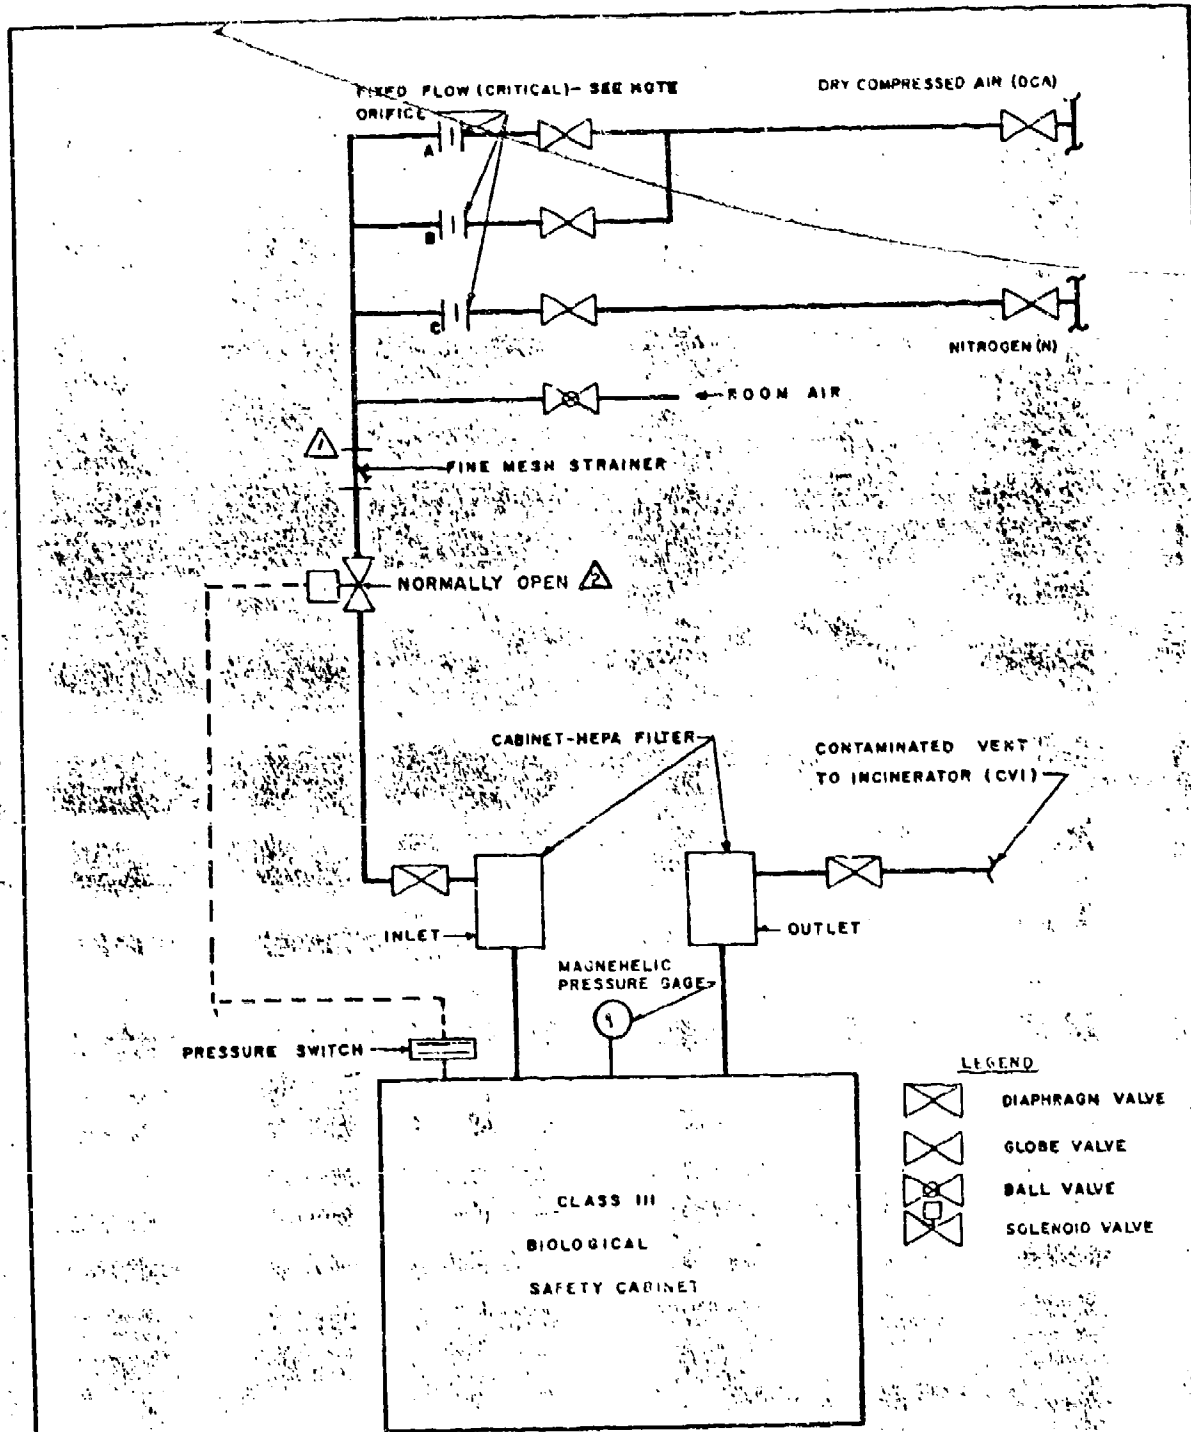 FIXED FLOW (CRITICAL)- SEE NOTE
ORIFICE
DRY COMPRESSED AIR (DCA)
A
B
C
NITROGEN (N)
ROOM AIR
1
FINE MESH STRAINER
NORMALLY OPEN 2
CABINET-HEPA FILTER
CONTAMINATED VENT
TO INCINERATOR (CVI)
INLET
OUTLET
MAGNEHELIC
PRESSURE GAGE
PRESSURE SWITCH
LEGEND
DIAPHRAGN VALVE
GLOBE VALVE
BALL VALVE
SOLENOID VALVE
CLASS III
BIOLOGICAL
SAFETY CABINET